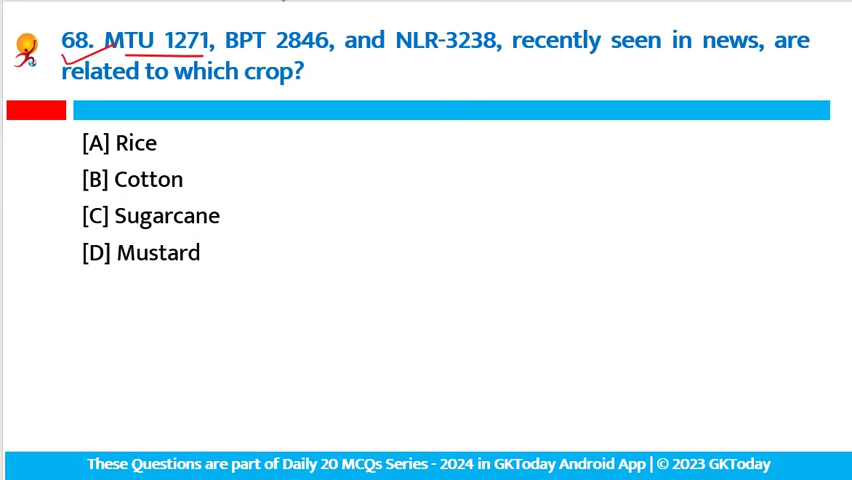 68. MTU 1271, BPT 2846, and NLR-3238, recently seen in news, are
related to which crop?
[A] Rice
[B] Cotton
[C] Sugarcane
[D] Mustard
These Questions are part of Daily 20 MCQs Series - 2024 in GKToday Android App | © 2023 GKToday